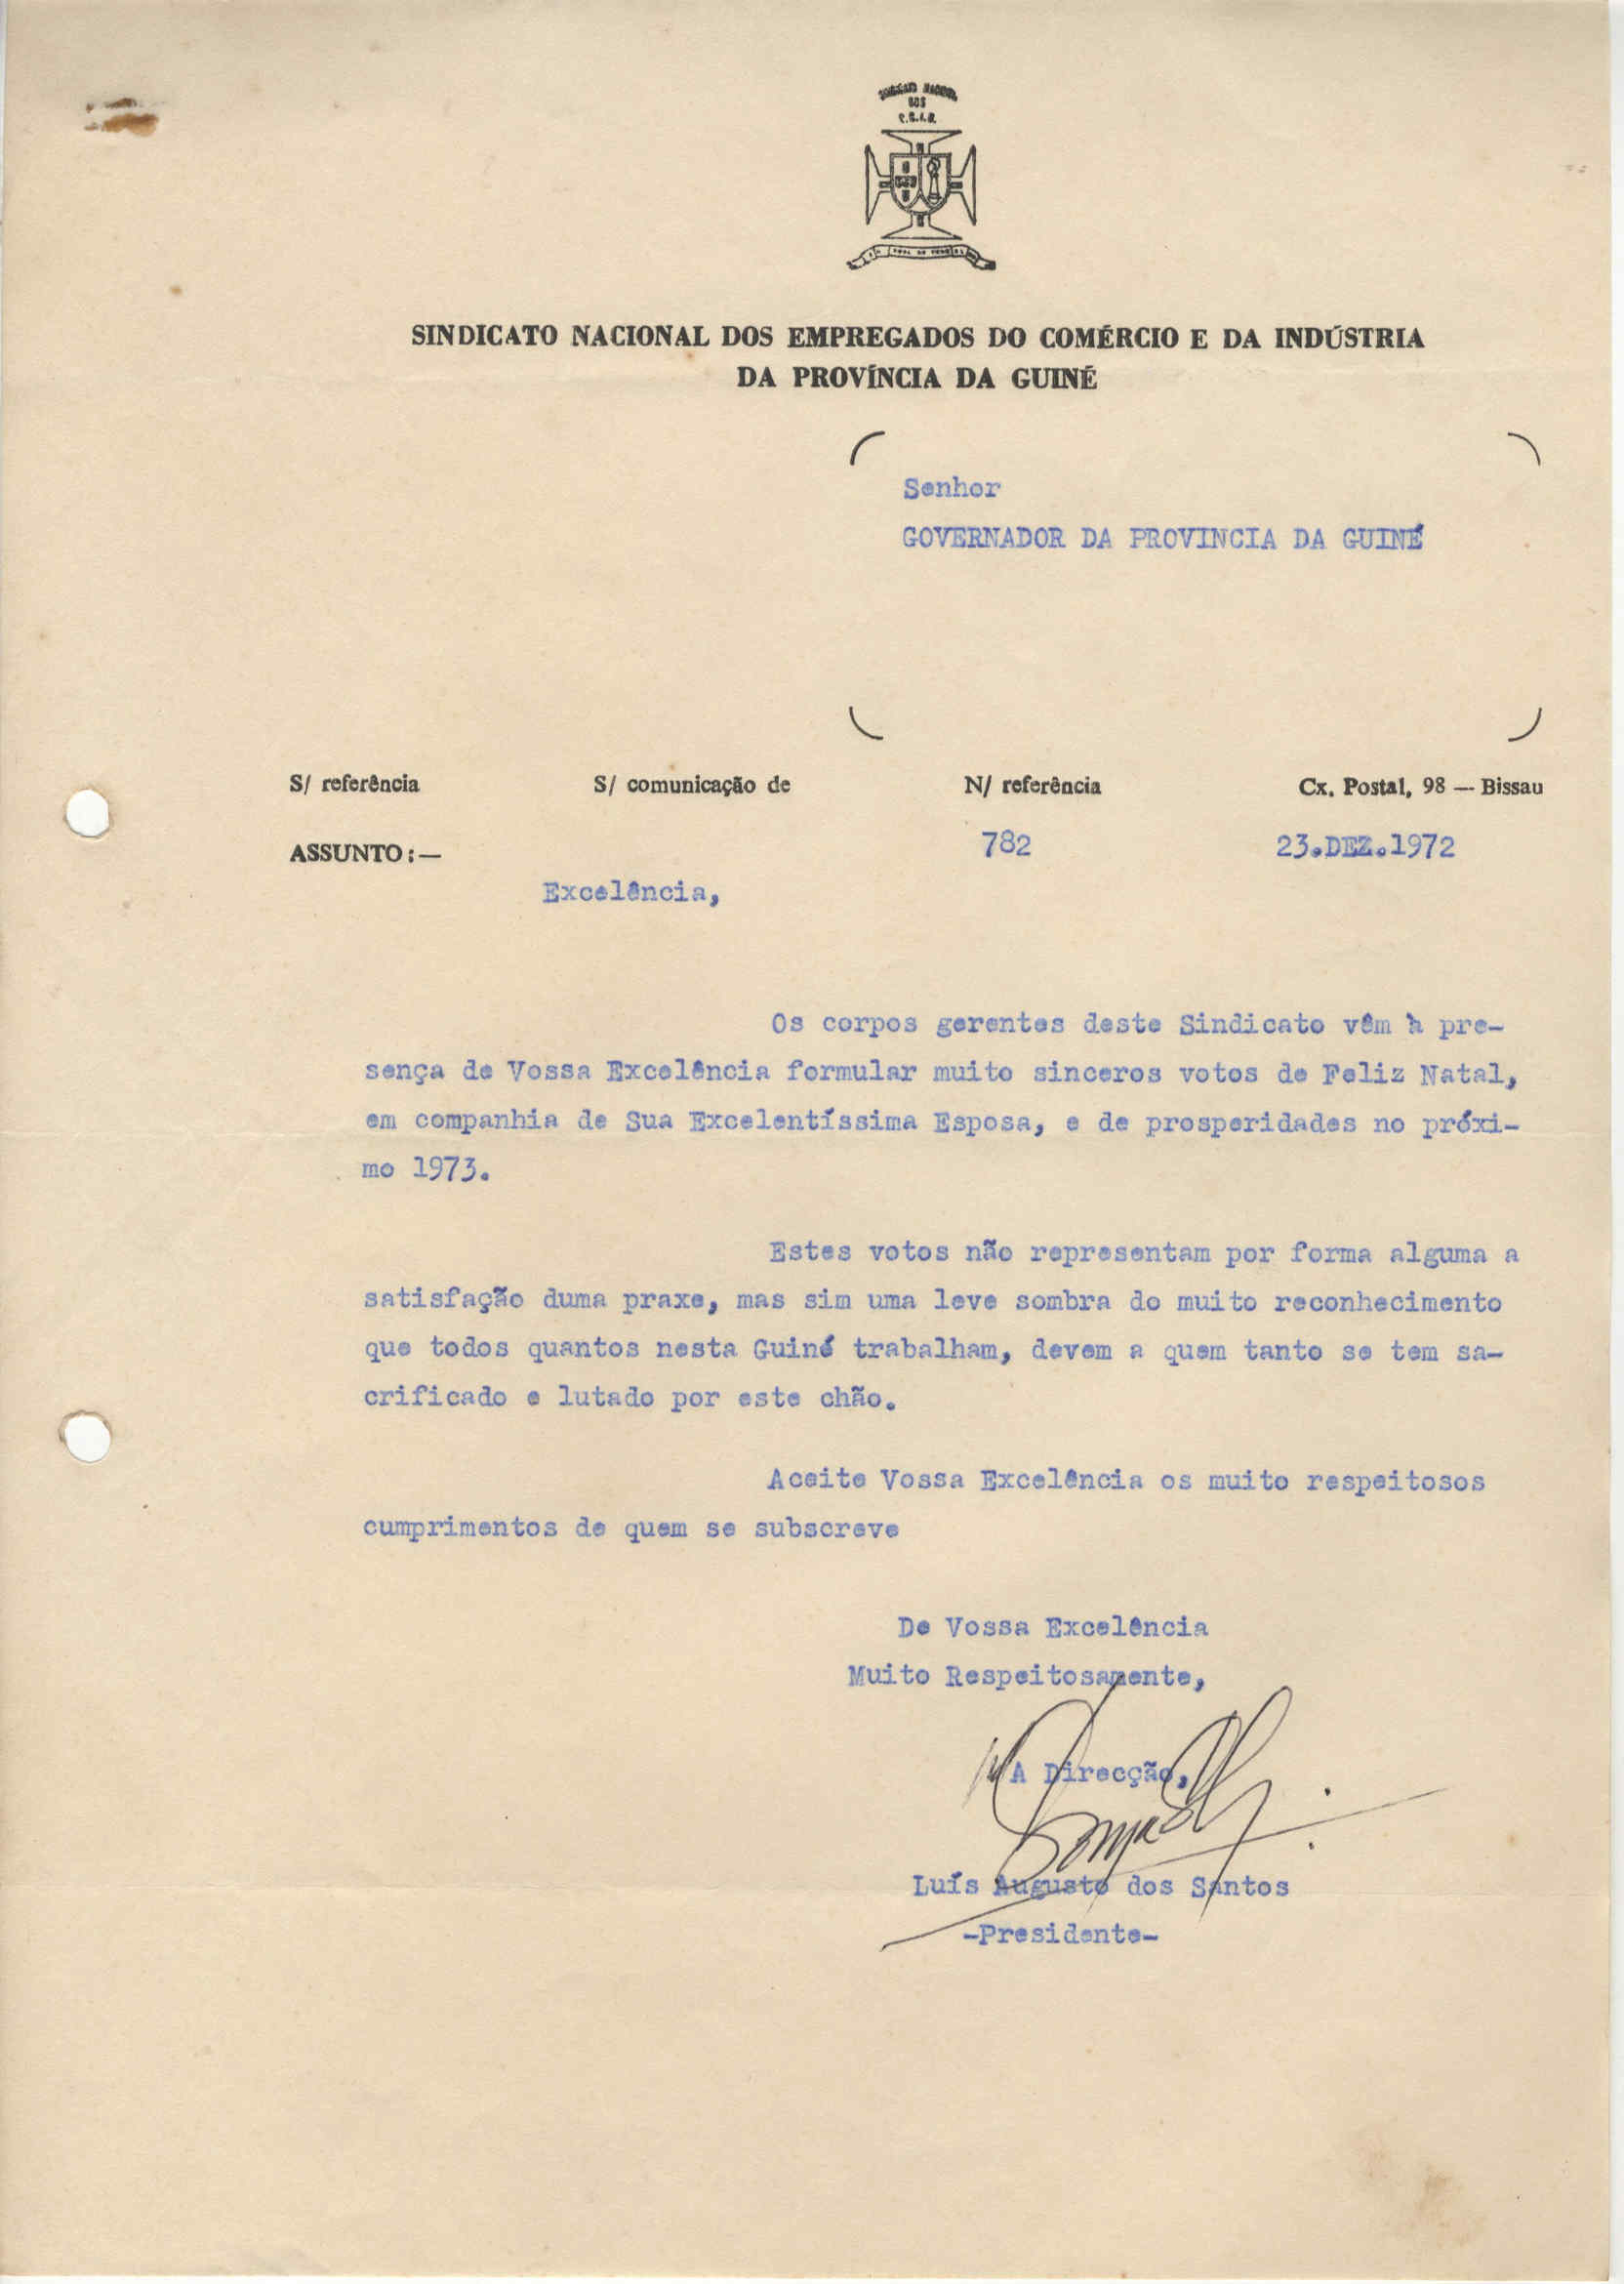 DOS
SINDICATO NACIONAL DOS EMPREGADOS DO COMÉRCIO E DA INDÚSTRIA
DA PROVÍNCIA DA GUINÉ
Senhor
GOVERNADOR DA PROVINCIA DA GUINÉ
S/ referência S/ comunicação de N/ referência Cx. Postal, 98 — Bissau
ASSUNTO:— 782 23.DEZ.1972
Excelência,
Os corpos gerentes deste Sindicato vêm à pre-
sença de Vossa Excelência formular muito sinceros votos de Feliz Natal,
em companhia de Sua Excelentíssima Esposa, e de prosperidades no próxi-
mo 1973.
Estes votos não representam por forma alguma a
satisfação duma praxe, mas sim uma leve sombra do muito reconhecimento
que todos quantos nesta Guiné trabalham, devem a quem tanto se tem sa-
crificado e lutado por este chão.
Aceite Vossa Excelência os muito respeitosos
cumprimentos de quem se subscreve
De Vossa Excelência
Muito Respeitosamente,
A Direcção,
Luís Augusto dos Santos
-Presidente-